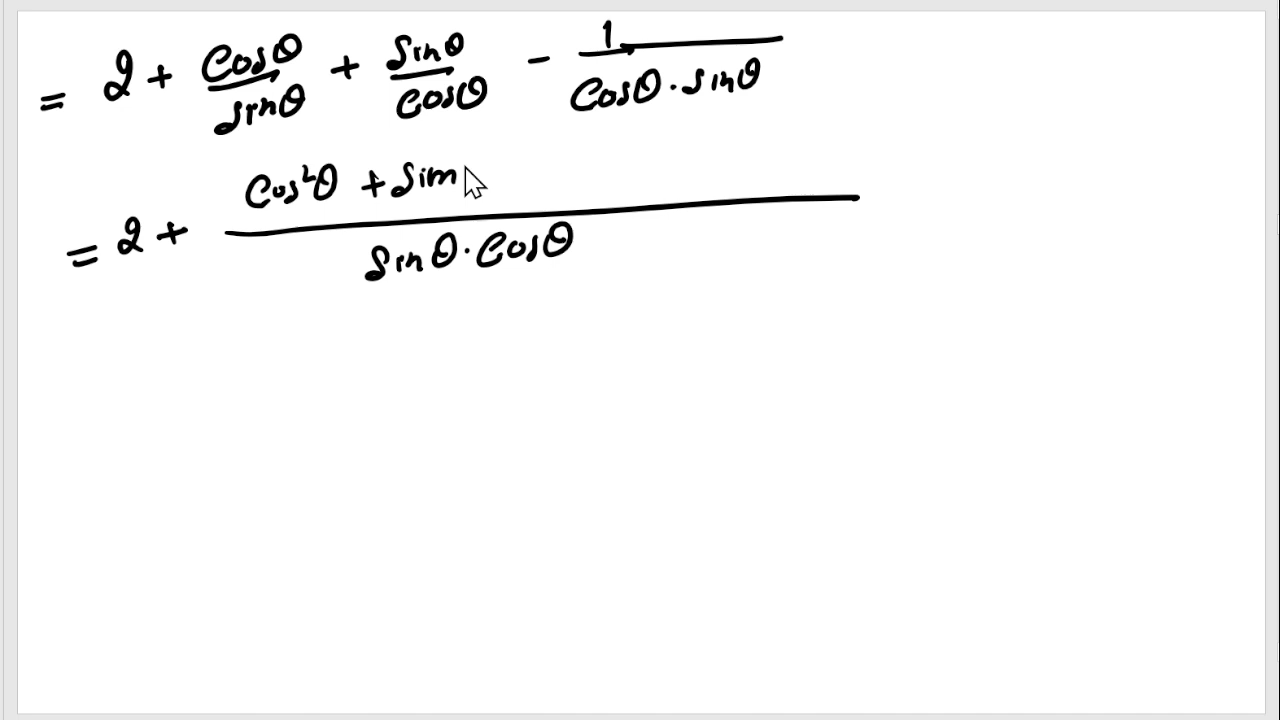 = 2 + cosθ/sinθ + sinθ/cosθ - 1/(cosθ·sinθ)
= 2 + (cos²θ + sin)/(sinθ·cosθ)